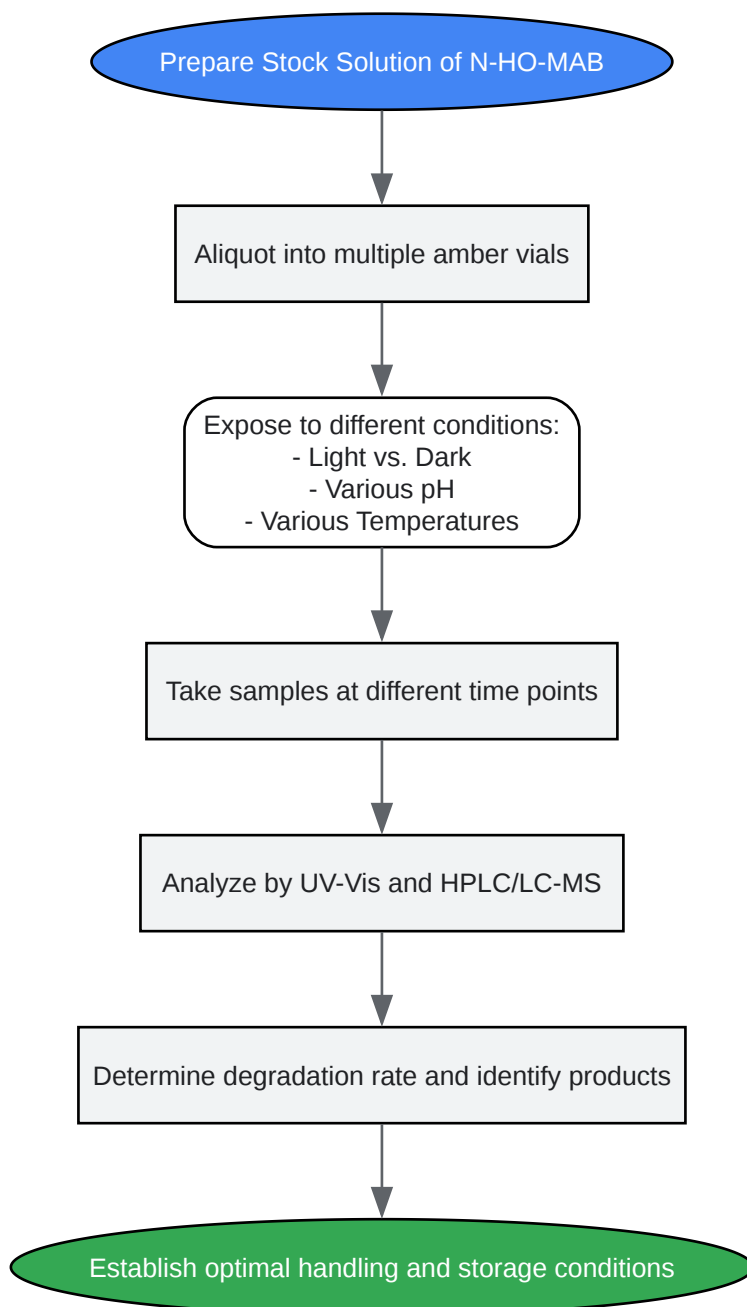 Prepare Stock Solution of N-HO-MAB
Aliquot into multiple amber vials
Expose to different conditions:
- Light vs. Dark
- Various pH
- Various Temperatures
Take samples at different time points
Analyze by UV-Vis and HPLC/LC-MS
Determine degradation rate and identify products
Establish optimal handling and storage conditions